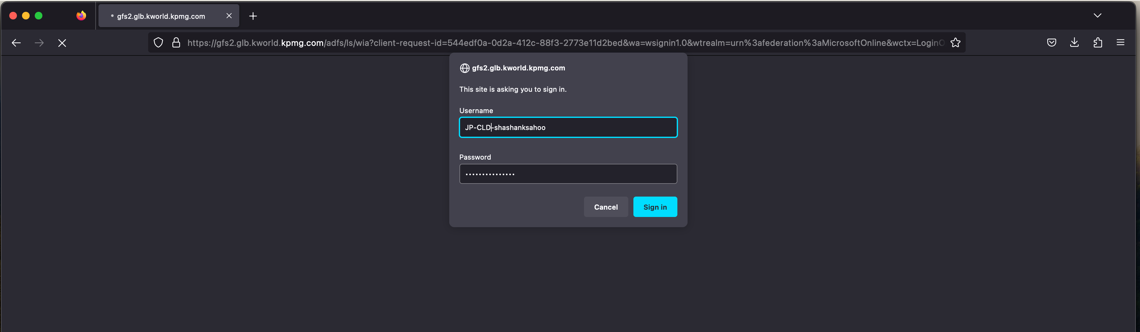 gfs2.glb.kworld.kpmg.com
https://gfs2.glb.kworld.kpmg.com/adfs/ls/wia?client-request-id=544edf0a-0d2a-412c-88f3-2773e11d2bed&wa=wsignin1.0&wtrealm=urn%3afederation%3aMicrosoftOnline&wctx=Login
gfs2.glb.kworld.kpmg.com
This site is asking you to sign in.
Username
JP-CLD-shashanksahoo
Password
Cancel Sign in